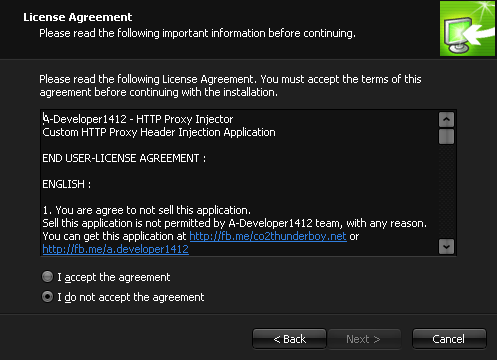 License Agreement
Please read the following important information before continuing.
Please read the following License Agreement. You must accept the terms of this
agreement before continuing with the installation.
A-Developer1412 - HTTP Proxy Injector
Custom HTTP Proxy Header Injection Application
END USER-LICENSE AGREEMENT :
ENGLISH :
1. You are agree to not sell this application.
Sell this application is not permitted by A-Developer1412 team, with any reason.
You can get this application at http://fb.me/co2thunderboy.net or
http://fb.me/a.developer1412
I accept the agreement
I do not accept the agreement
< Back
Next >
Cancel